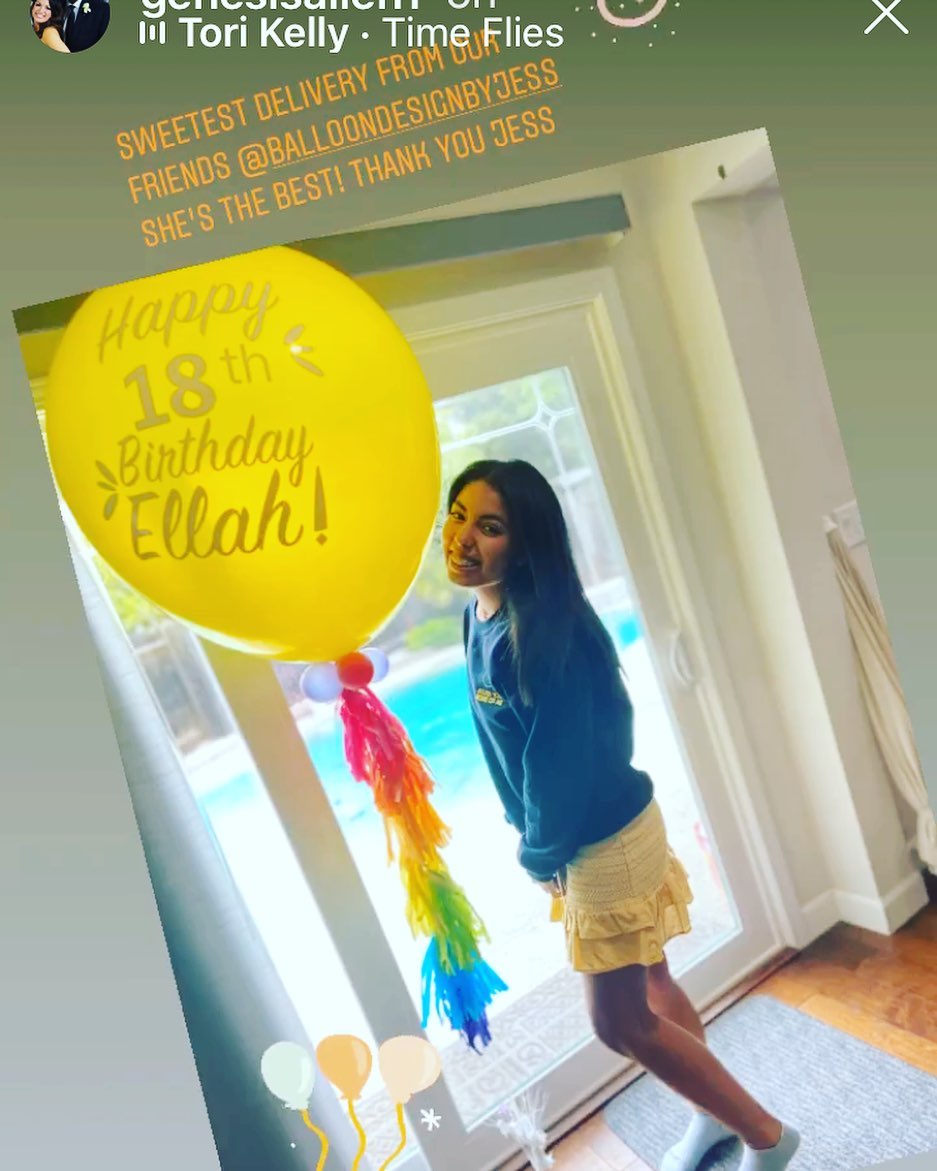 Tori Kelly · Time Flies
SWEETEST DELIVERY FROM OUR
FRIENDS @BALLOONDESIGNBYJESS
SHE'S THE BEST! THANK YOU JESS
Happy
18th
Birthday
Ellah!